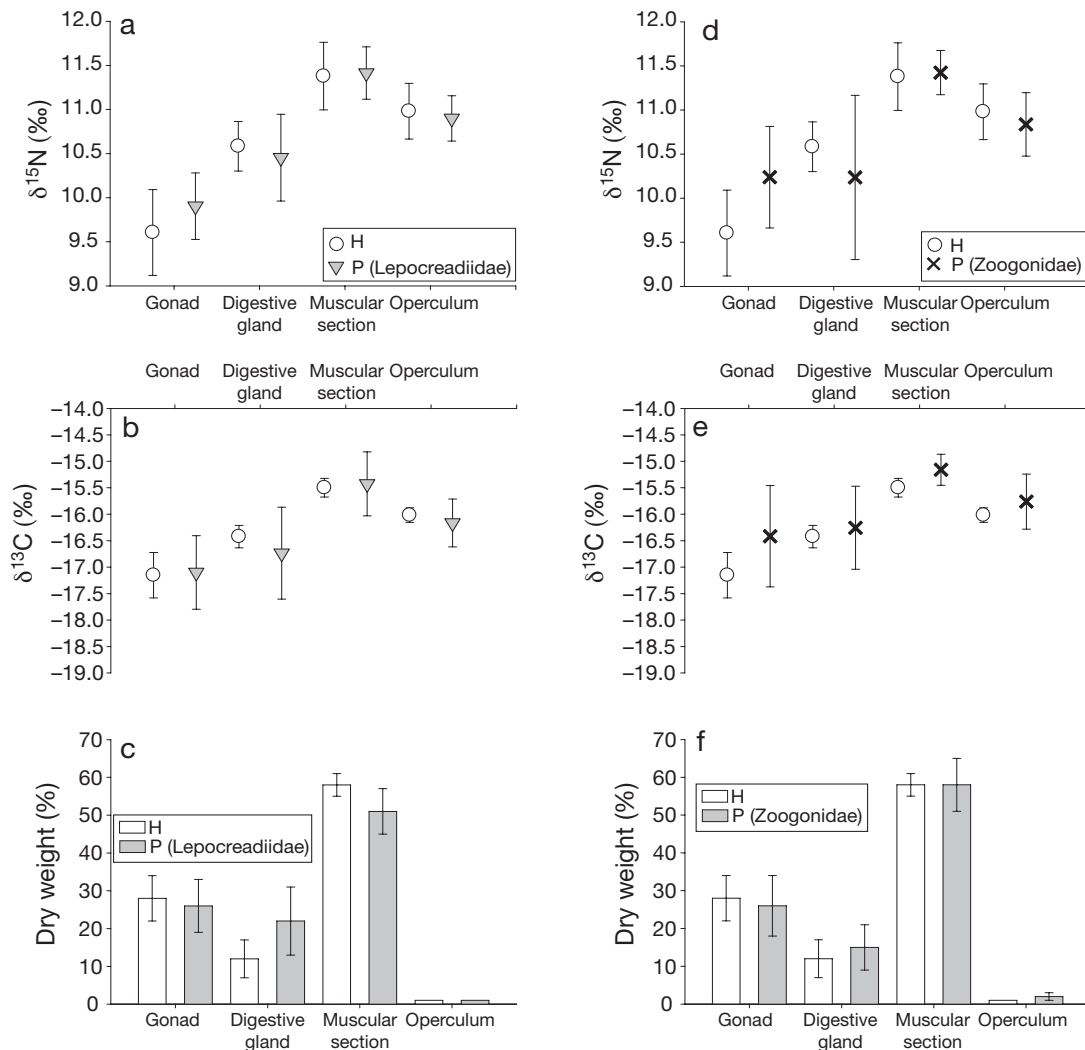 a
12.0
11.5
11.0
10.5
10.0
9.5
9.0
δ15N (‰)
H
P (Lepocreadiidae)
Gonad
Digestive gland
Muscular section
Operculum
d
12.0
11.5
11.0
10.5
10.0
9.5
9.0
δ15N (‰)
H
P (Zoogonidae)
Gonad
Digestive gland
Muscular section
Operculum
Gonad
Digestive gland
Muscular section
Operculum
b
−14.0
−14.5
−15.0
−15.5
−16.0
−16.5
−17.0
−17.5
−18.0
−18.5
−19.0
δ13C (‰)
Gonad
Digestive gland
Muscular section
Operculum
e
−14.0
−14.5
−15.0
−15.5
−16.0
−16.5
−17.0
−17.5
−18.0
−18.5
−19.0
δ13C (‰)
c
70
60
50
40
30
20
10
0
Dry weight (%)
H
P (Lepocreadiidae)
Gonad
Digestive gland
Muscular section
Operculum
f
70
60
50
40
30
20
10
0
Dry weight (%)
H
P (Zoogonidae)
Gonad
Digestive gland
Muscular section
Operculum